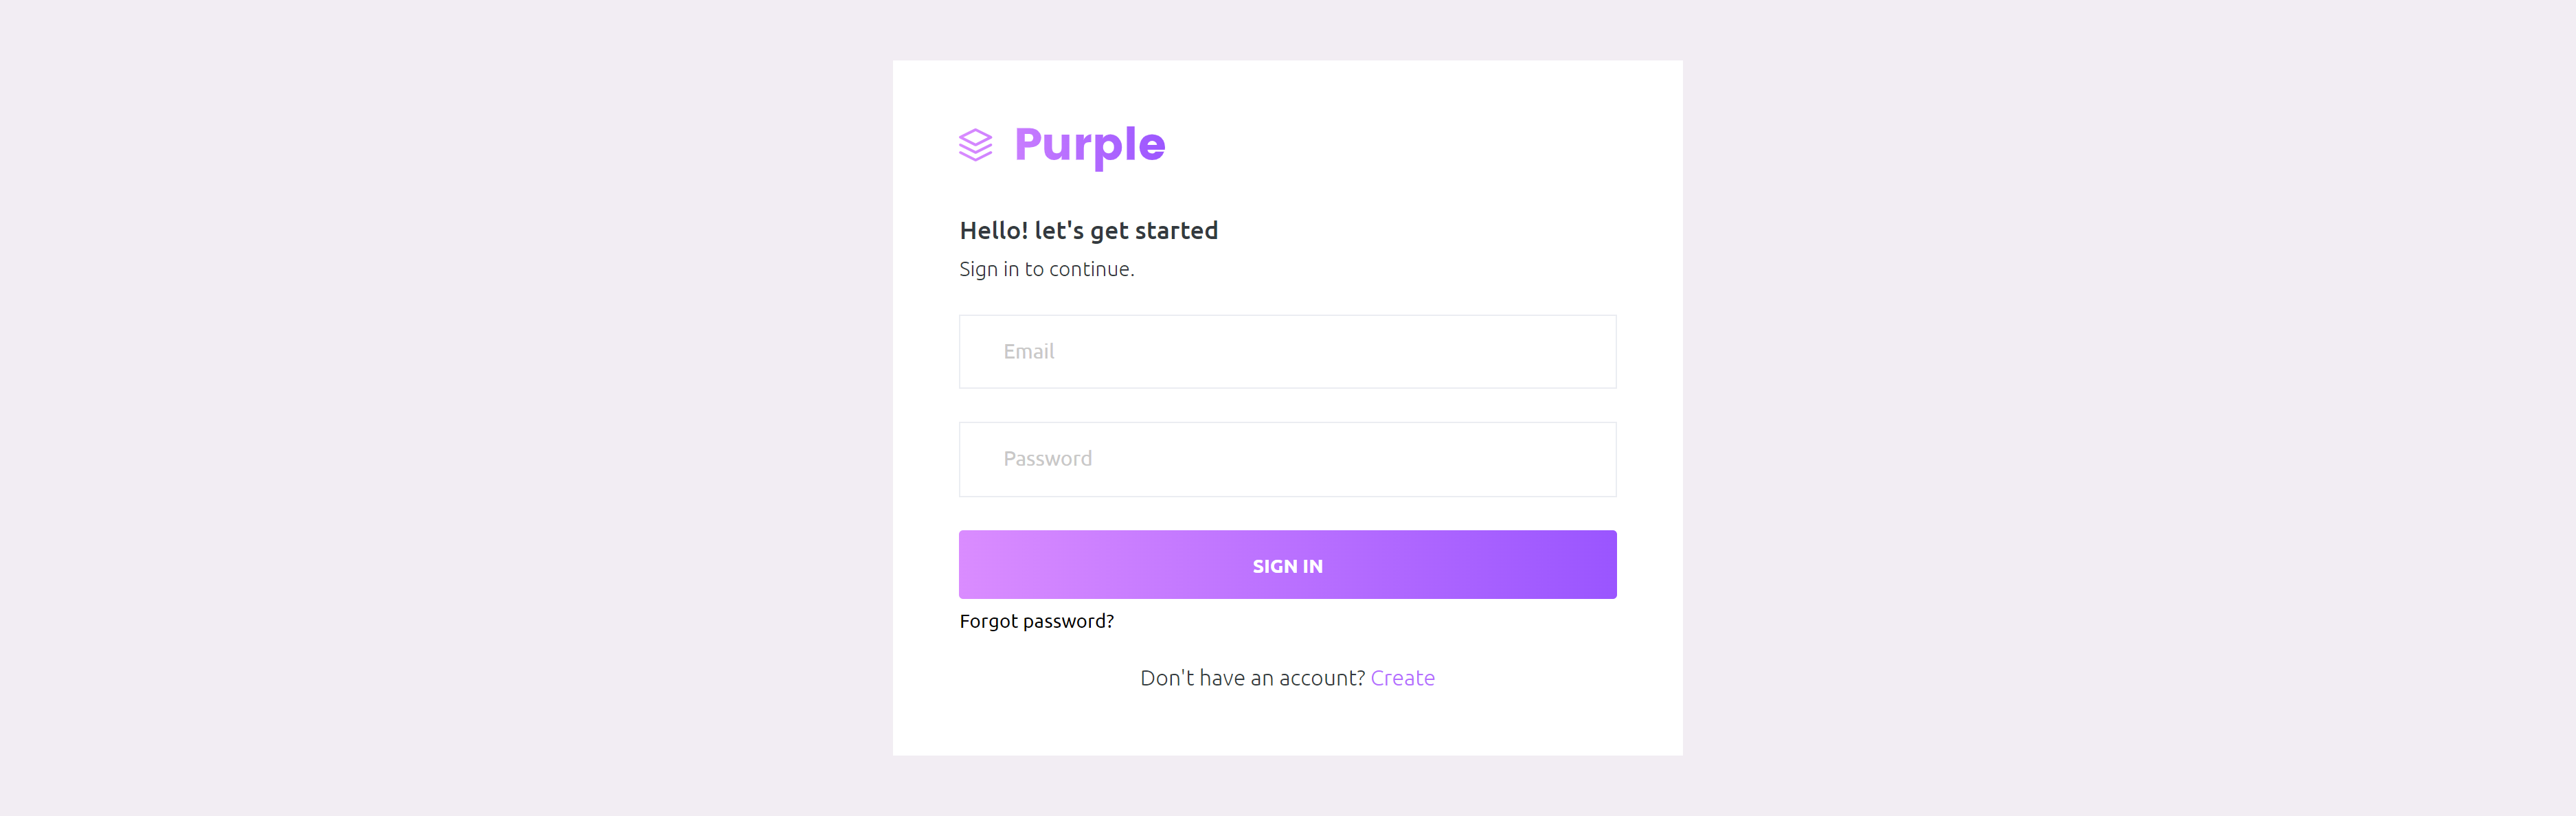 Purple
Hello! let's get started
Sign in to continue.
Email
Password
SIGN IN
Forgot password?
Don't have an account? Create